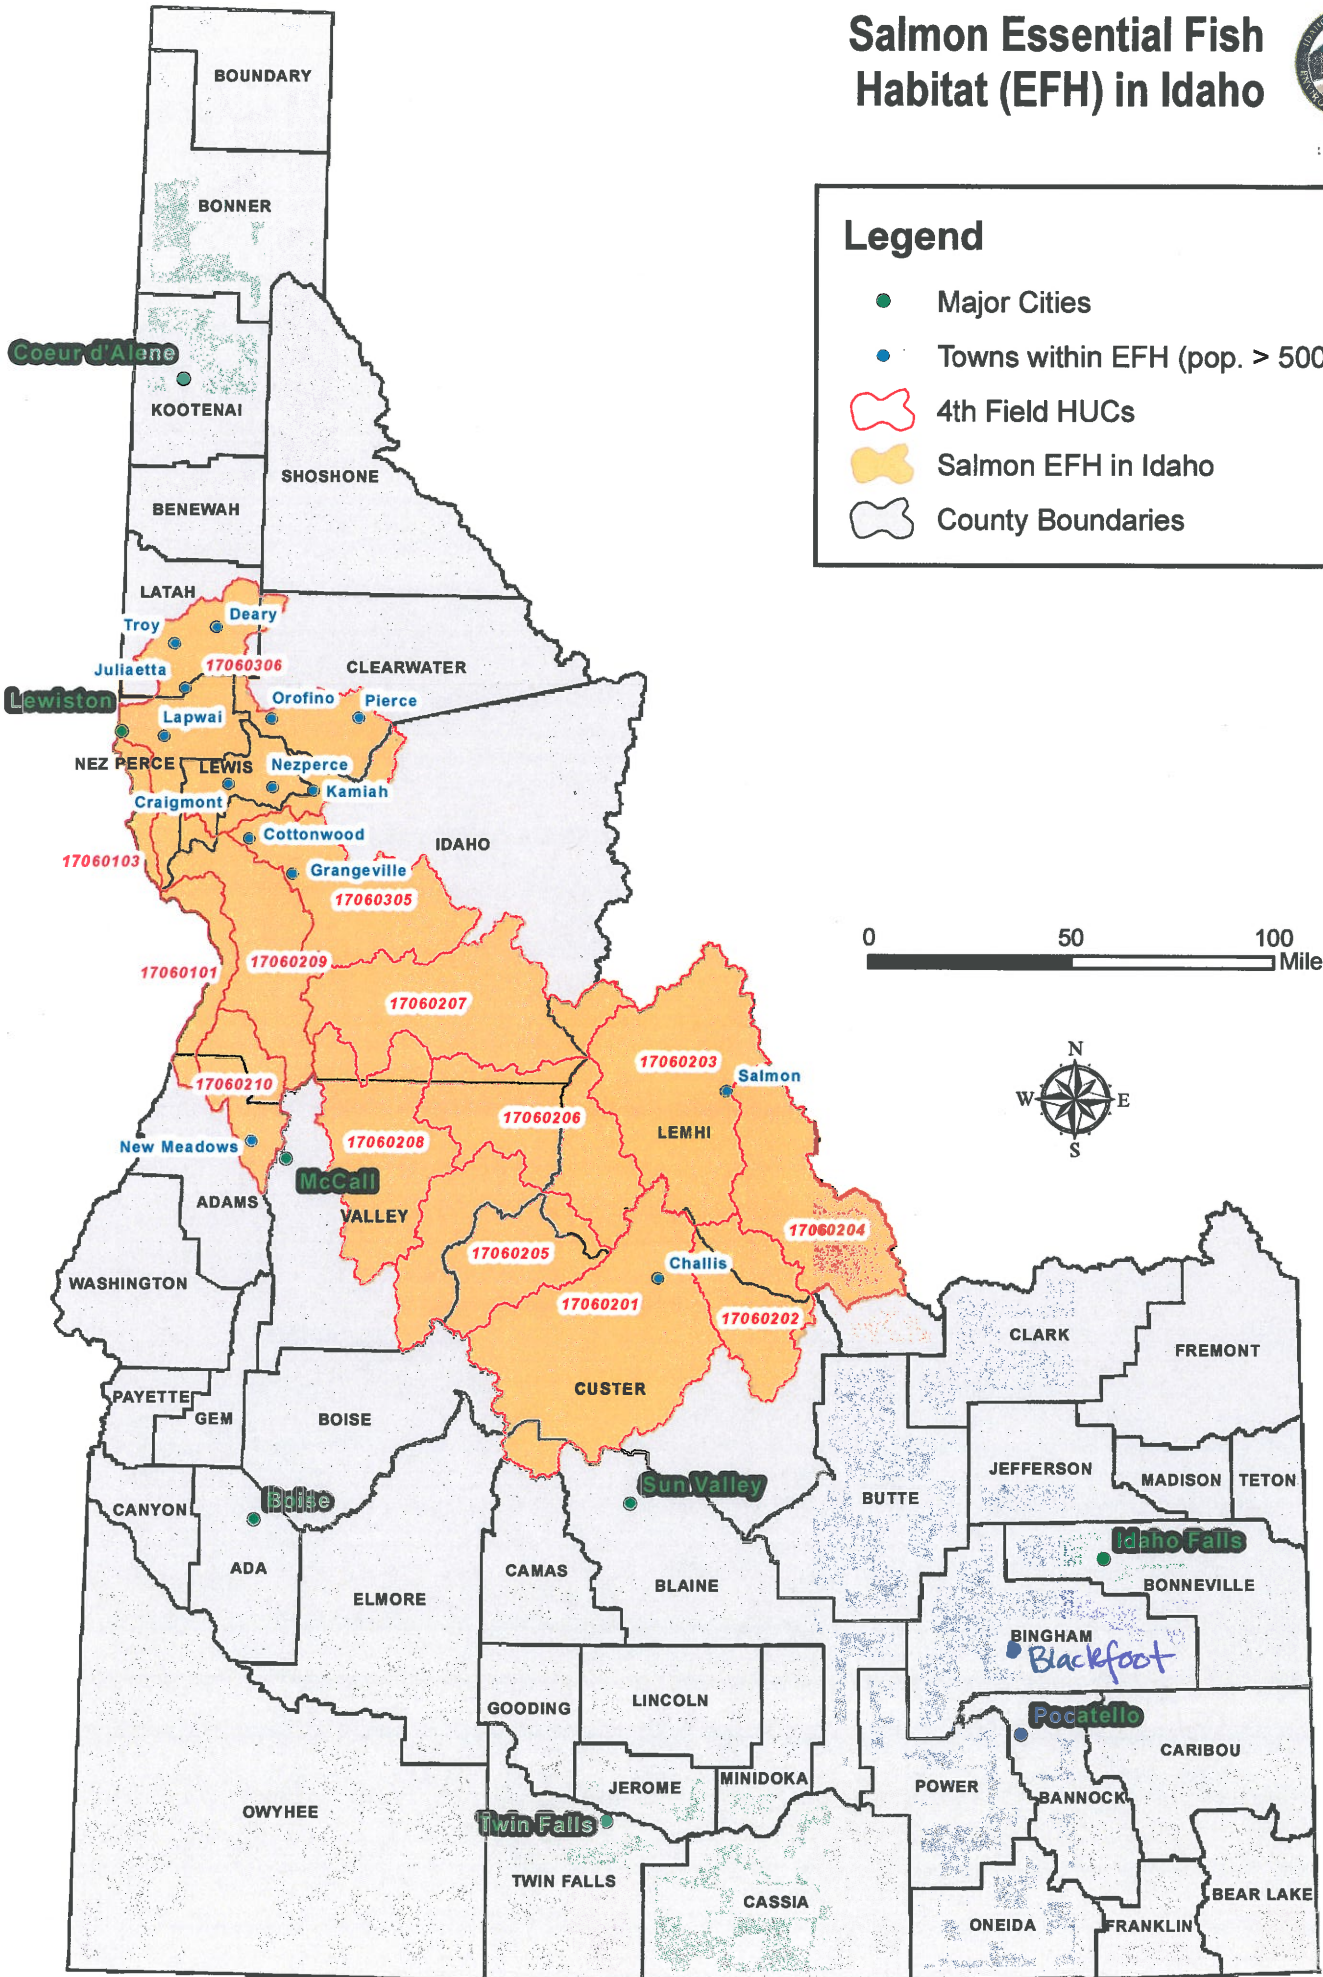 Salmon Essential Fish
Habitat (EFH) in Idaho
Legend
Major Cities
Towns within EFH (pop. > 500
4th Field HUCs
Salmon EFH in Idaho
County Boundaries
BOUNDARY
BONNER
Coeur d'Alene
KOOTENAI
SHOSHONE
BENEWAH
LATAH
Deary
Troy
17060306
Juliaetta
CLEARWATER
Lewiston
Orofino
Pierce
Lapwai
NEZ PERCE
LEWIS
Nezperce
Kamiah
Craigmont
Cottonwood
IDAHO
17060103
Grangeville
17060305
0
50
100
Mile
17060209
17060101
17060207
N
W
E
S
17060203
Salmon
17060210
17060206
LEMHI
17060208
New Meadows
McCall
ADAMS
VALLEY
17060204
17060205
Challis
WASHINGTON
17060201
17060202
CLARK
FREMONT
CUSTER
PAYETTE
GEM
BOISE
JEFFERSON
MADISON
TETON
Sun Valley
BUTTE
CANYON
Boise
Idaho Falls
ADA
CAMAS
BLAINE
BONNEVILLE
ELMORE
BINGHAM
Blackfoot
LINCOLN
GOODING
Pocatello
CARIBOU
JEROME
MINIDOKA
POWER
BANNOCK
OWYHEE
Twin Falls
TWIN FALLS
CASSIA
BEAR LAKE
ONEIDA
FRANKLIN